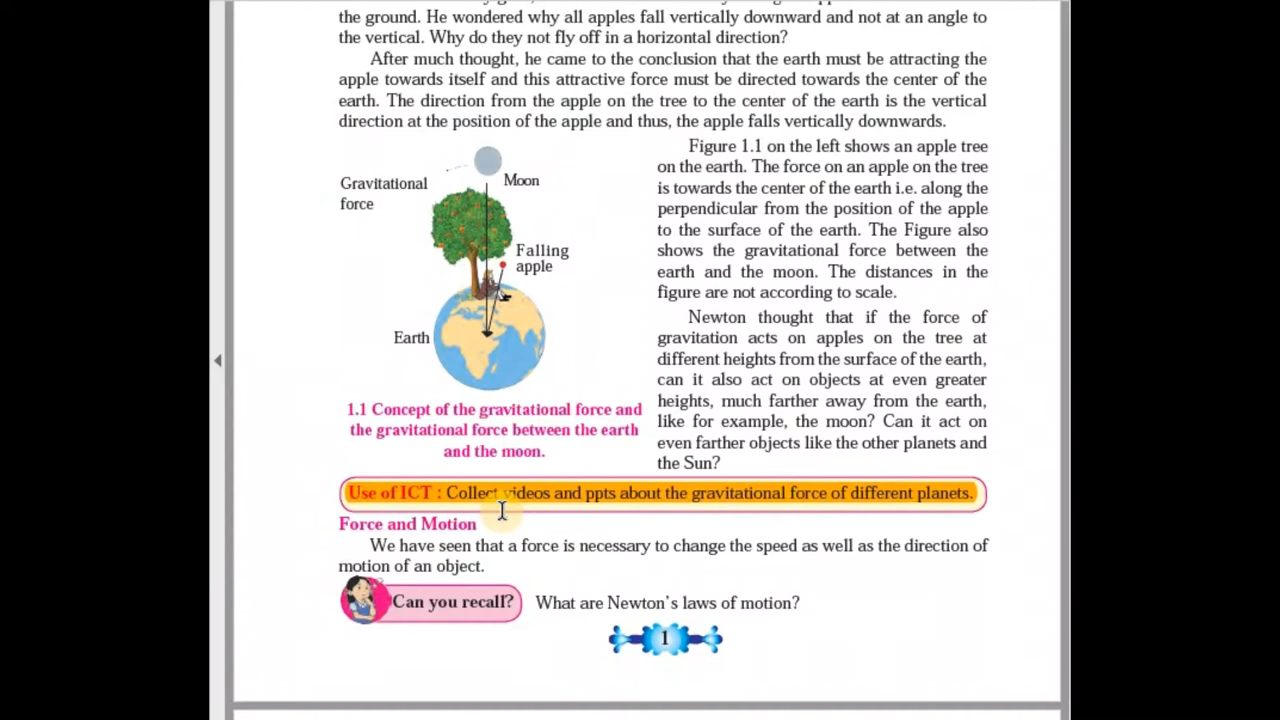 the ground. He wondered why all apples fall vertically downward and not at an angle to
the vertical. Why do they not fly off in a horizontal direction?
After much thought, he came to the conclusion that the earth must be attracting the
apple towards itself and this attractive force must be directed towards the center of the
earth. The direction from the apple on the tree to the center of the earth is the vertical
direction at the position of the apple and thus, the apple falls vertically downwards.
Gravitational
force
Moon
Falling
apple
Earth
1.1 Concept of the gravitational force and
the gravitational force between the earth
and the moon.
Figure 1.1 on the left shows an apple tree
on the earth. The force on an apple on the tree
is towards the center of the earth i.e. along the
perpendicular from the position of the apple
to the surface of the earth. The Figure also
shows the gravitational force between the
earth and the moon. The distances in the
figure are not according to scale.
Newton thought that if the force of
gravitation acts on apples on the tree at
different heights from the surface of the earth,
can it also act on objects at even greater
heights, much farther away from the earth,
like for example, the moon? Can it act on
even farther objects like the other planets and
the Sun?
Use of ICT : Collect videos and ppts about the gravitational force of different planets.
Force and Motion
We have seen that a force is necessary to change the speed as well as the direction of
motion of an object.
Can you recall? What are Newton's laws of motion?
1